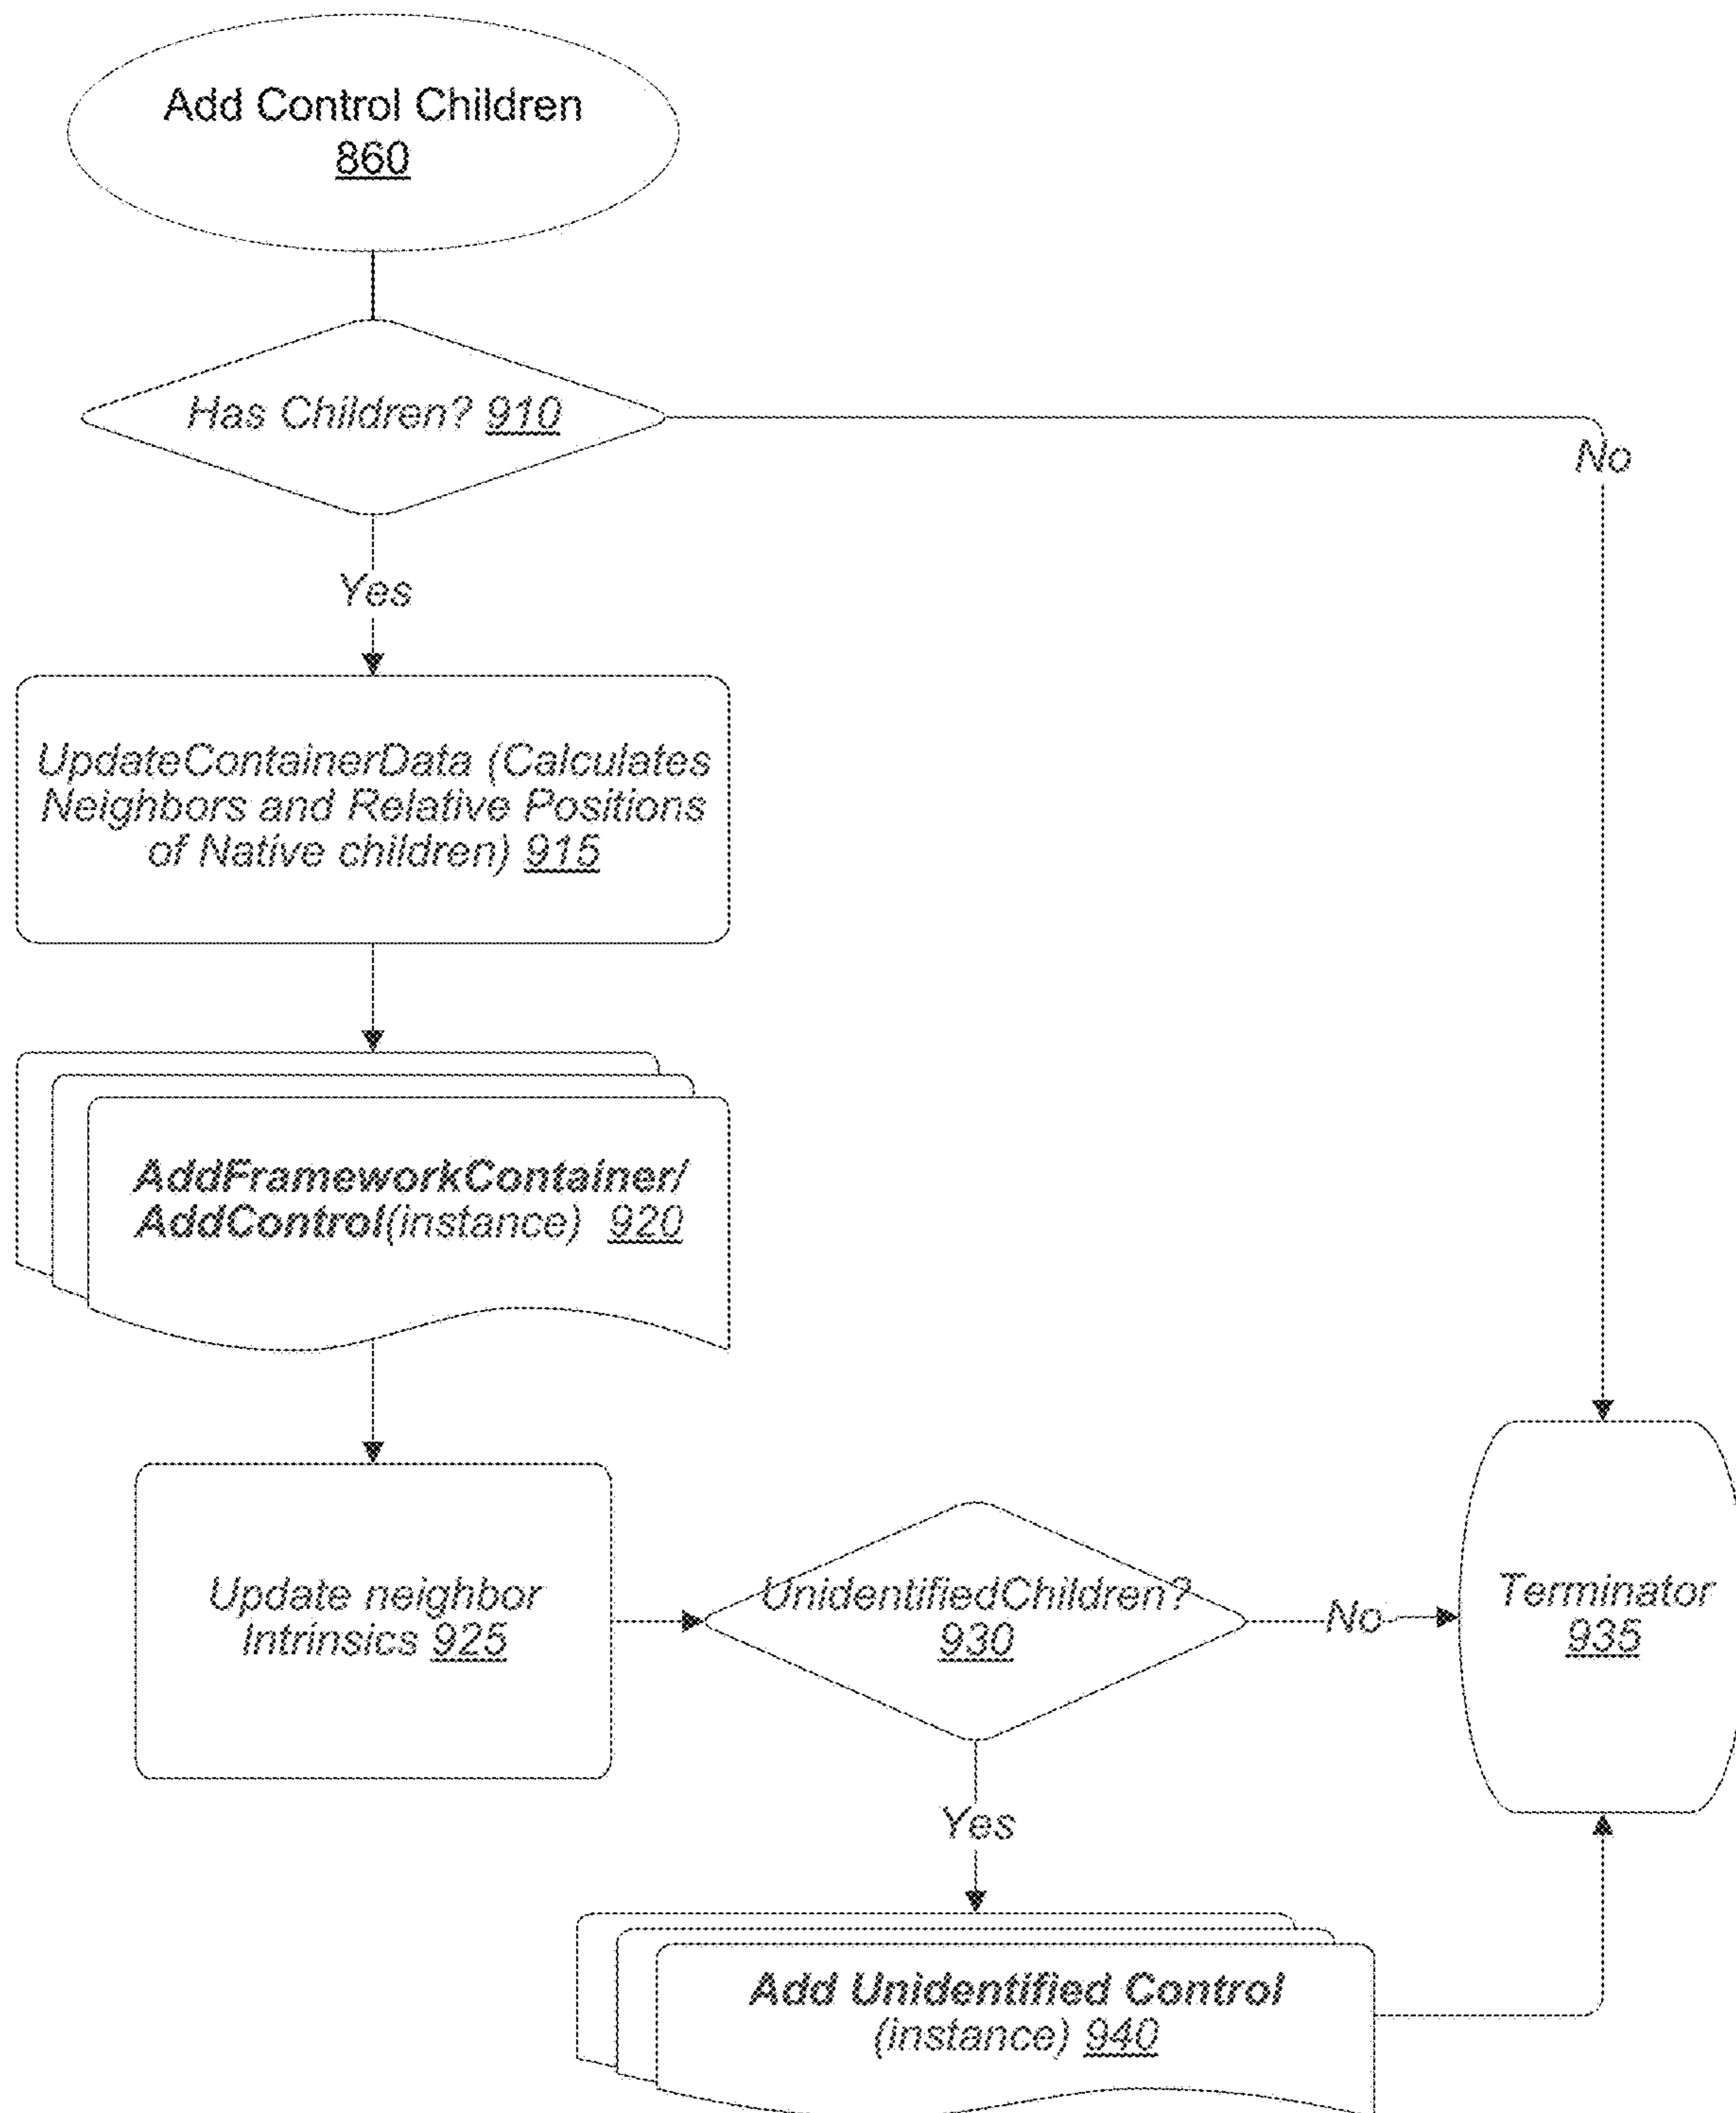 Add Control Children
860
Has Children? 910
No
Yes
UpdateContainerData (Calculates
Neighbors and Relative Positions
of Native children) 915
AddFrameworkContainer/
AddControl(instance) 920
Update neighbor
Intrinsics 925
UnidentifiedChildren?
930
No
Terminator
935
Yes
Add Unidentified Control
(instance) 940